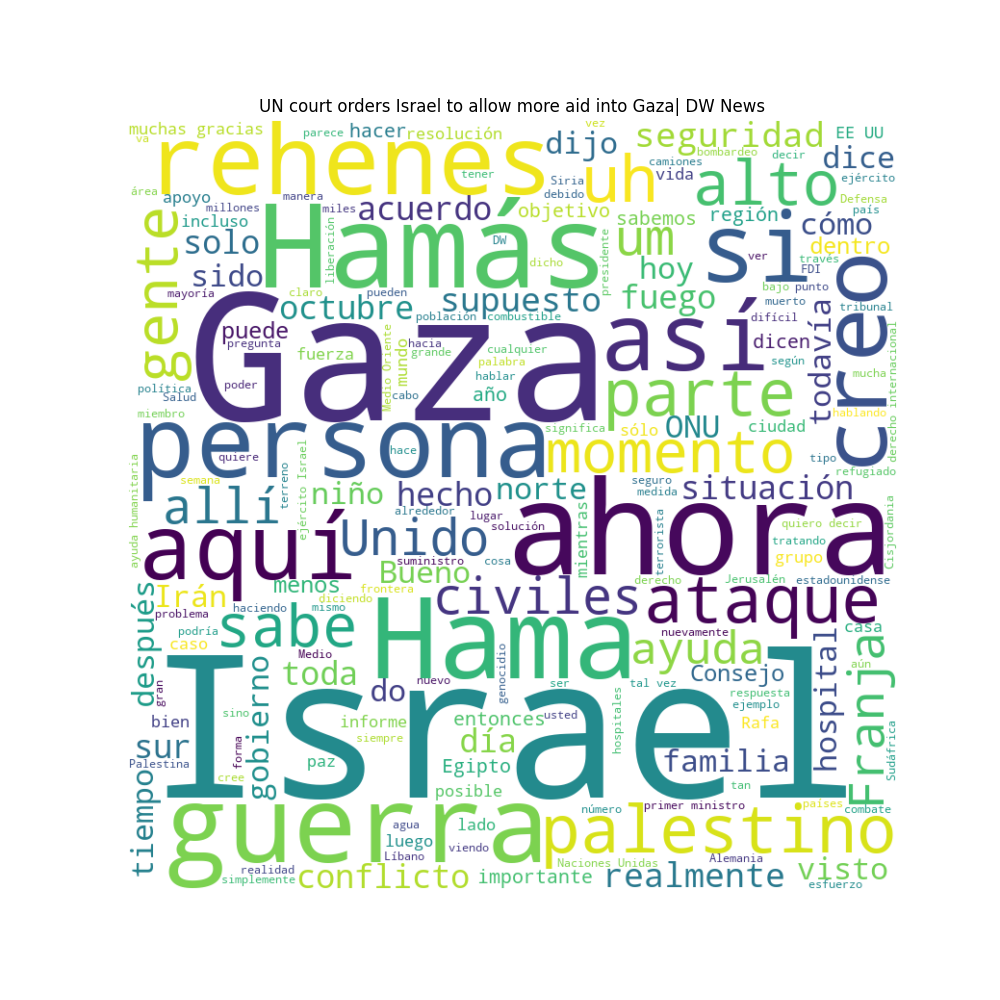 UN court orders Israel to allow more aid into Gaza| DW News
muchas gracias
parece
hacer
resolución
vez
seguridad
EE UU
va
rehenes
dijo
bombardeo
decir
dice
camiones
vida
ejército
tener
Siria
debido
uh
alto
área
apoyo
manera
millones
miles
acuerdo
objetivo
sabemos
región
Defensa
país
cómo
incluso
gente
solo
Hamás
liberación
DW
um
si
dentro
presidente
dicho
hoy
ver
través
FDI
creo
sido
mayoría
claro
pueden
octubre
supuesto
fuego
bajo
punto
muerto
tribunal
población
combustible
Gaza
así
difícil
todavía
puede
pregunta
hacia
dicen
fuerza
Medio Oriente
mundo
grande
cualquier
según
palabra
política
Salud
poder
hablar
cabo
año
parte
mucha
derecho internacional
miembro
persona
significa
sólo
ONU
ciudad
hablando
quiere
hace
momento
tipo
refugiado
ayuda humanitaria
semana
terreno
ejército Israel
niño
hecho
norte
seguro
medida
situación
allí
alrededor
lugar
solución
mientras
terrorista
quiero decir
Cisjordania
aquí
Unido
ahora
tratando
grupo
suministro
cosa
Bueno
menos
frontera
derecho
Jerusalén
estadounidense
después
Irán
diciendo
haciendo
mismo
problema
civiles
ataque
podría
sabe
Hama
nuevamente
casa
caso
Medio
genocidio
ayuda
hospital
Franja
aún
gran
gobierno
toda
nuevo
do
ser
tal vez
Consejo
respuesta
ejemplo
bien
sino
informe
entonces
usted
hospitales
Rafa
sur
forma
siempre
día
Israel
Palestina
cree
paz
Egipto
familia
tan
Sudáfrica
tiempo
posible
número
primer ministro
países
combate
guerra
agua
lado
palestino
luego
Líbano
viendo
realidad
simplemente
conflicto
importante
Naciones Unidas
realmente
Alemania
visto
esfuerzo